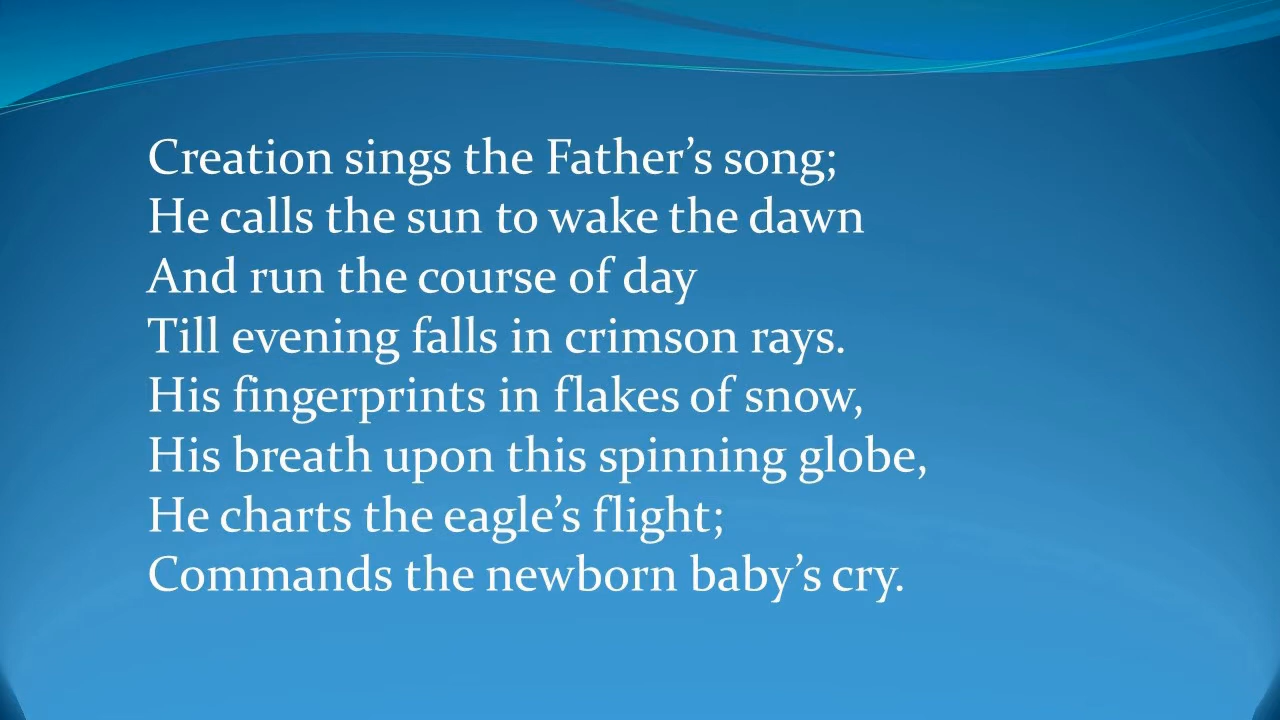 Creation sings the Father’s song;
He calls the sun to wake the dawn
And run the course of day
Till evening falls in crimson rays.
His fingerprints in flakes of snow,
His breath upon this spinning globe,
He charts the eagle’s flight;
Commands the newborn baby’s cry.